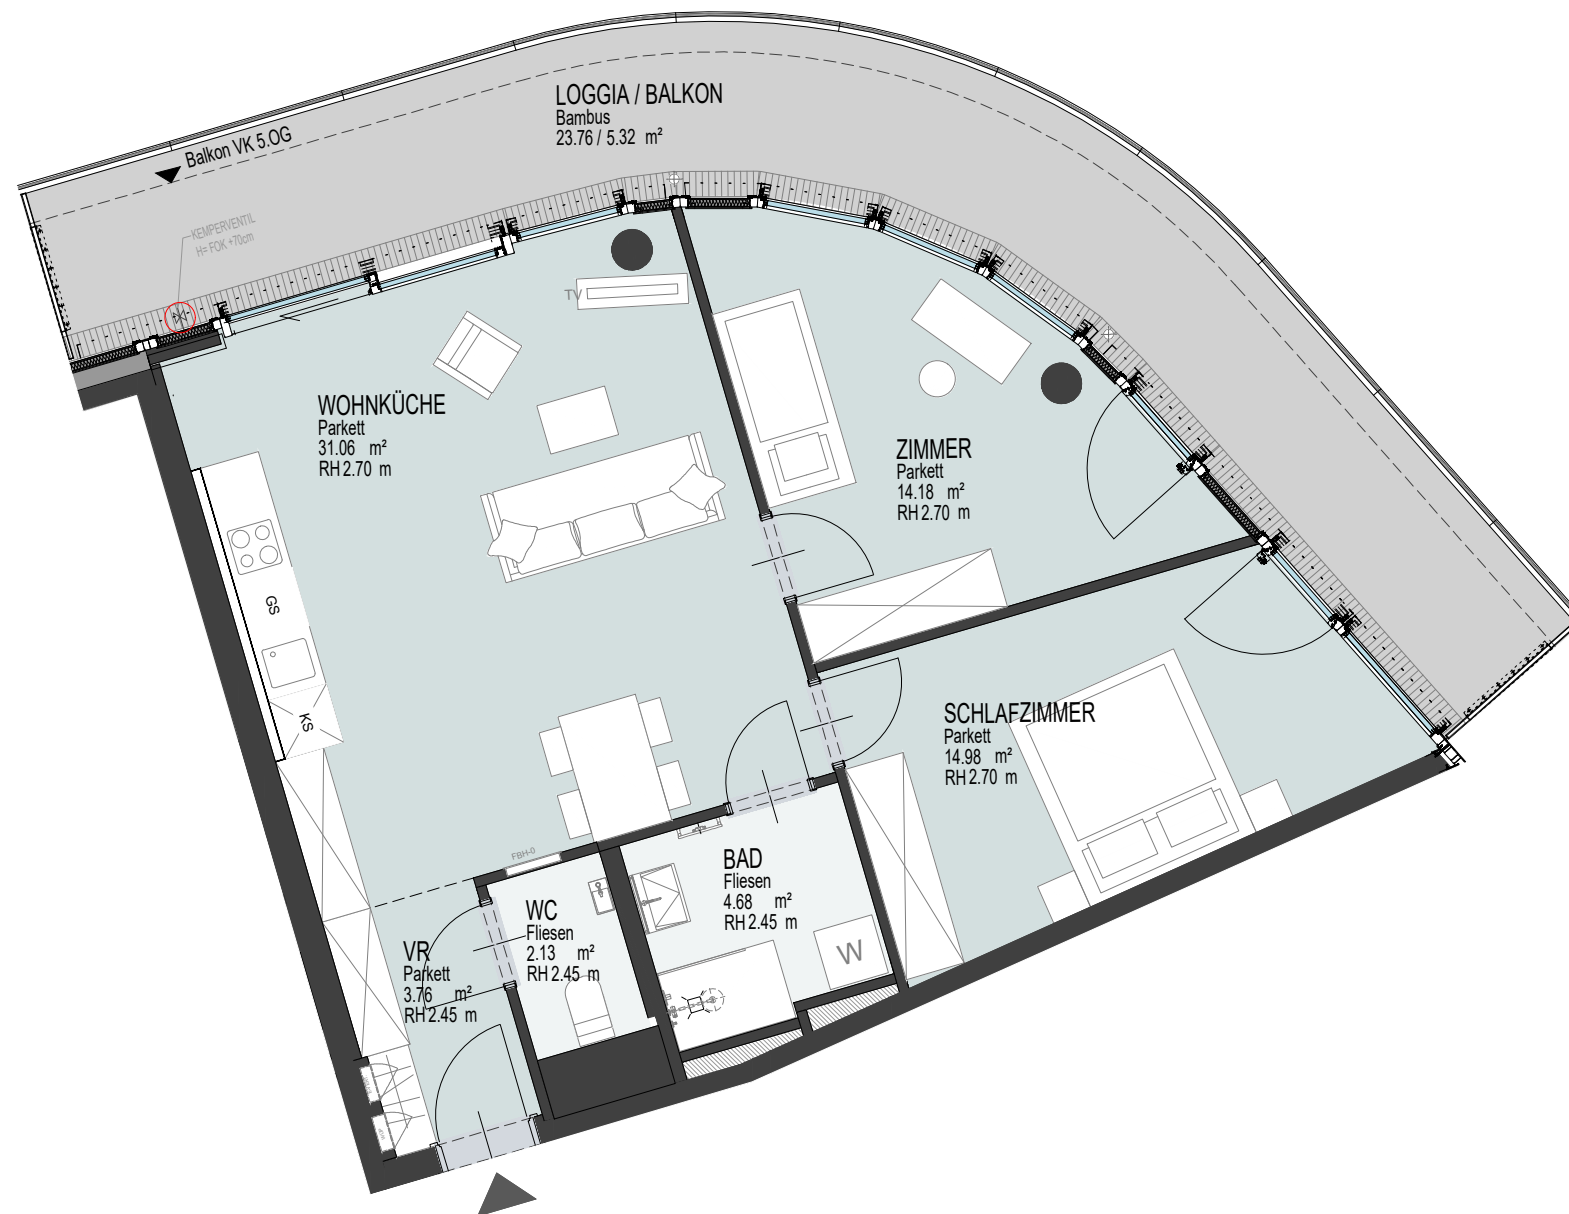 LOGGIA / BALKON
Bambus
23.76 / 5.32 m²
Balkon VK 5.OG
KEMPERVENTIL
H= FOK +70cm
TV
WOHNKÜCHE
Parkett
31.06 m²
RH 2.70 m
ZIMMER
Parkett
14.18 m²
RH 2.70 m
GS
KS
SCHLAFZIMMER
Parkett
14.98 m²
RH 2.70 m
FBH-0
BAD
Fliesen
4.68 m²
RH 2.45 m
WC
Fliesen
2.13 m²
RH 2.45 m
W
VR
Parkett
3.76 m²
RH 2.45 m